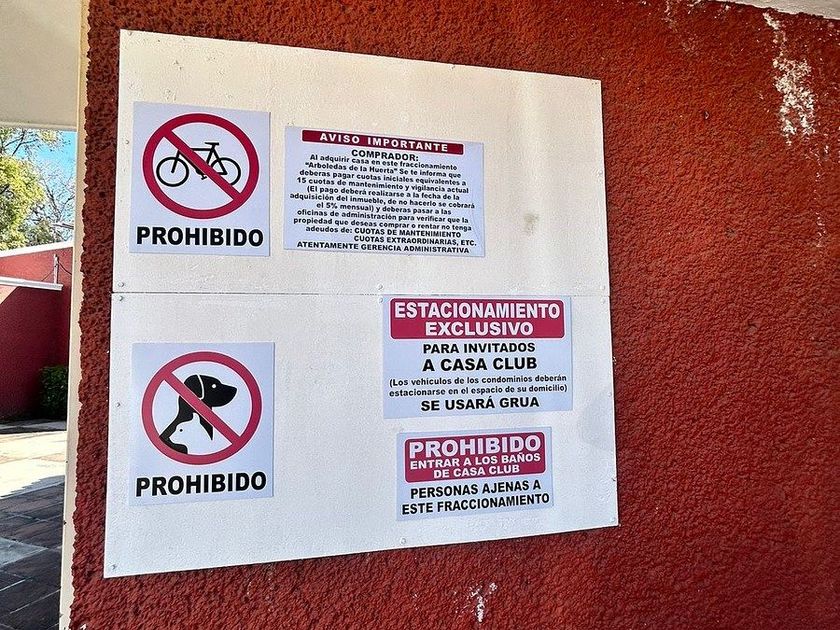 PROHIBIDO
AVISO IMPORTANTE
COMPRADOR:
Al adquirir casa en este fraccionamiento
"Arboledas de la Huerta" Se te informa que
deberas pagar cuotas iniciales equivalentes a
15 cuotas de mantenimiento y vigilancia actual
(El pago deberá realizarse a la fecha de la
adquisición del inmueble, de no hacerlo se cobrará
el 5% mensual) y deberas pasar a las
oficinas de administración para verificar que la
propiedad que deseas comprar o rentar no tenga
adeudos de: CUOTAS DE MANTENIMIENTO
CUOTAS EXTRAORDINARIAS, ETC.
ATENTAMENTE GERENCIA ADMINISTRATIVA
ESTACIONAMIENTO
EXCLUSIVO
PARA INVITADOS
A CASA CLUB
(Los vehículos de los condominios deberán
estacionarse en el espacio de su domicilio)
SE USARÁ GRUA
PROHIBIDO
PROHIBIDO
ENTRAR A LOS BAÑOS
DE CASA CLUB
PERSONAS AJENAS A
ESTE FRACCIONAMIENTO